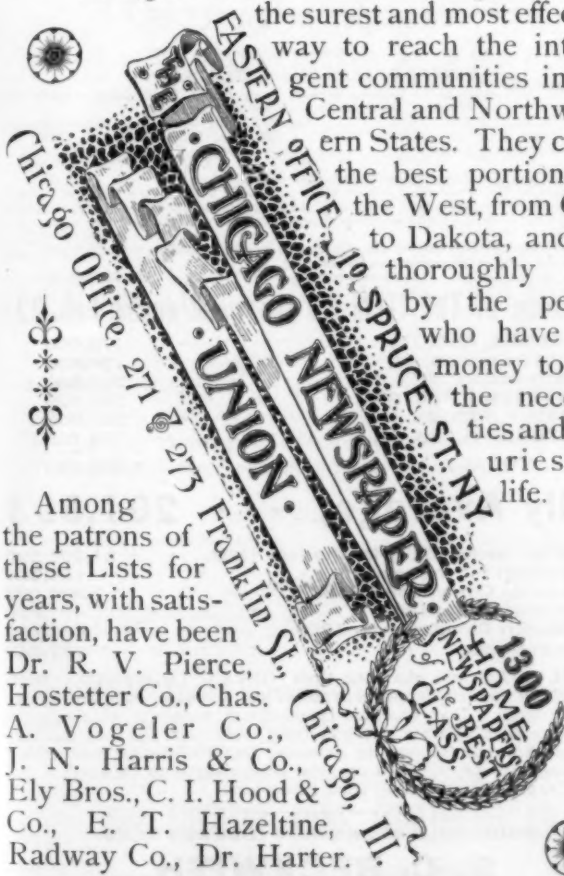 the surest and most effec
way to reach the int
gent communities in
Central and Northw
ern States. They c
the best portion
the West, from
to Dakota, and
thoroughly
by the pe
who have
money to
the nece
ties and
uries
life.
EASTERN OFFICE, 10 SPRUCE ST. NY
THE
·CHICAGO NEWSPAPER·
·UNION·
Chicago Office, 271 & 273 Franklin St. Chicago, Ill.
1300
HOME
NEWSPAPERS
of the BEST
CLASS.
Among
the patrons of
these Lists for
years, with satis-
faction, have been
Dr. R. V. Pierce,
Hostetter Co., Chas.
A. Vogeler Co.,
J. N. Harris & Co.,
Ely Bros., C. I. Hood &
Co., E. T. Hazeltine,
Radway Co., Dr. Harter.